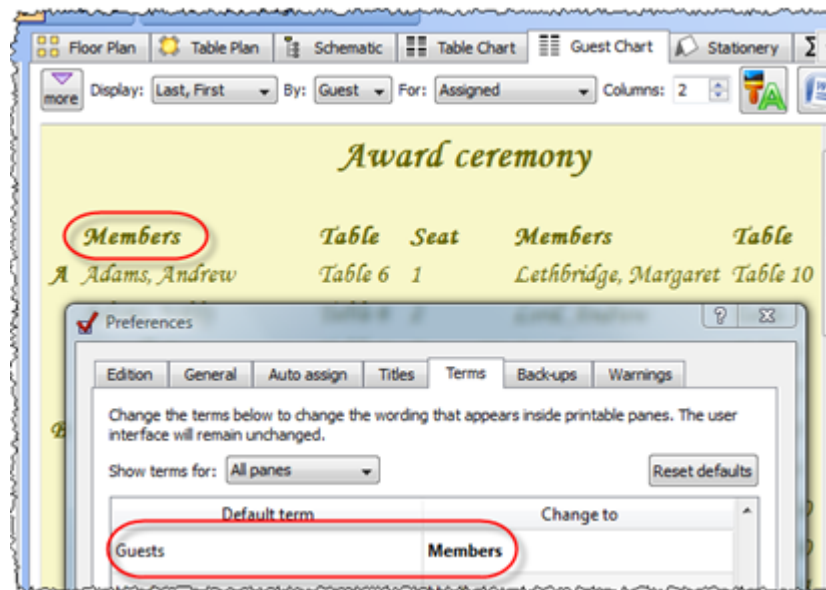 Floor Plan Table Plan Schematic Table Chart Guest Chart Stationery Σ
more Display: Last, First By: Guest For: Assigned Columns: 2
Award ceremony
Members Table Seat Members Table
A Adams, Andrew Table 6 1 Lethbridge, Margaret Table 10
Preferences
Edition General Auto assign Titles Terms Back-ups Warnings
Change the terms below to change the wording that appears inside printable panes. The user
B
interface will remain unchanged.
Show terms for: All panes Reset defaults
Default term Change to
Guests Members